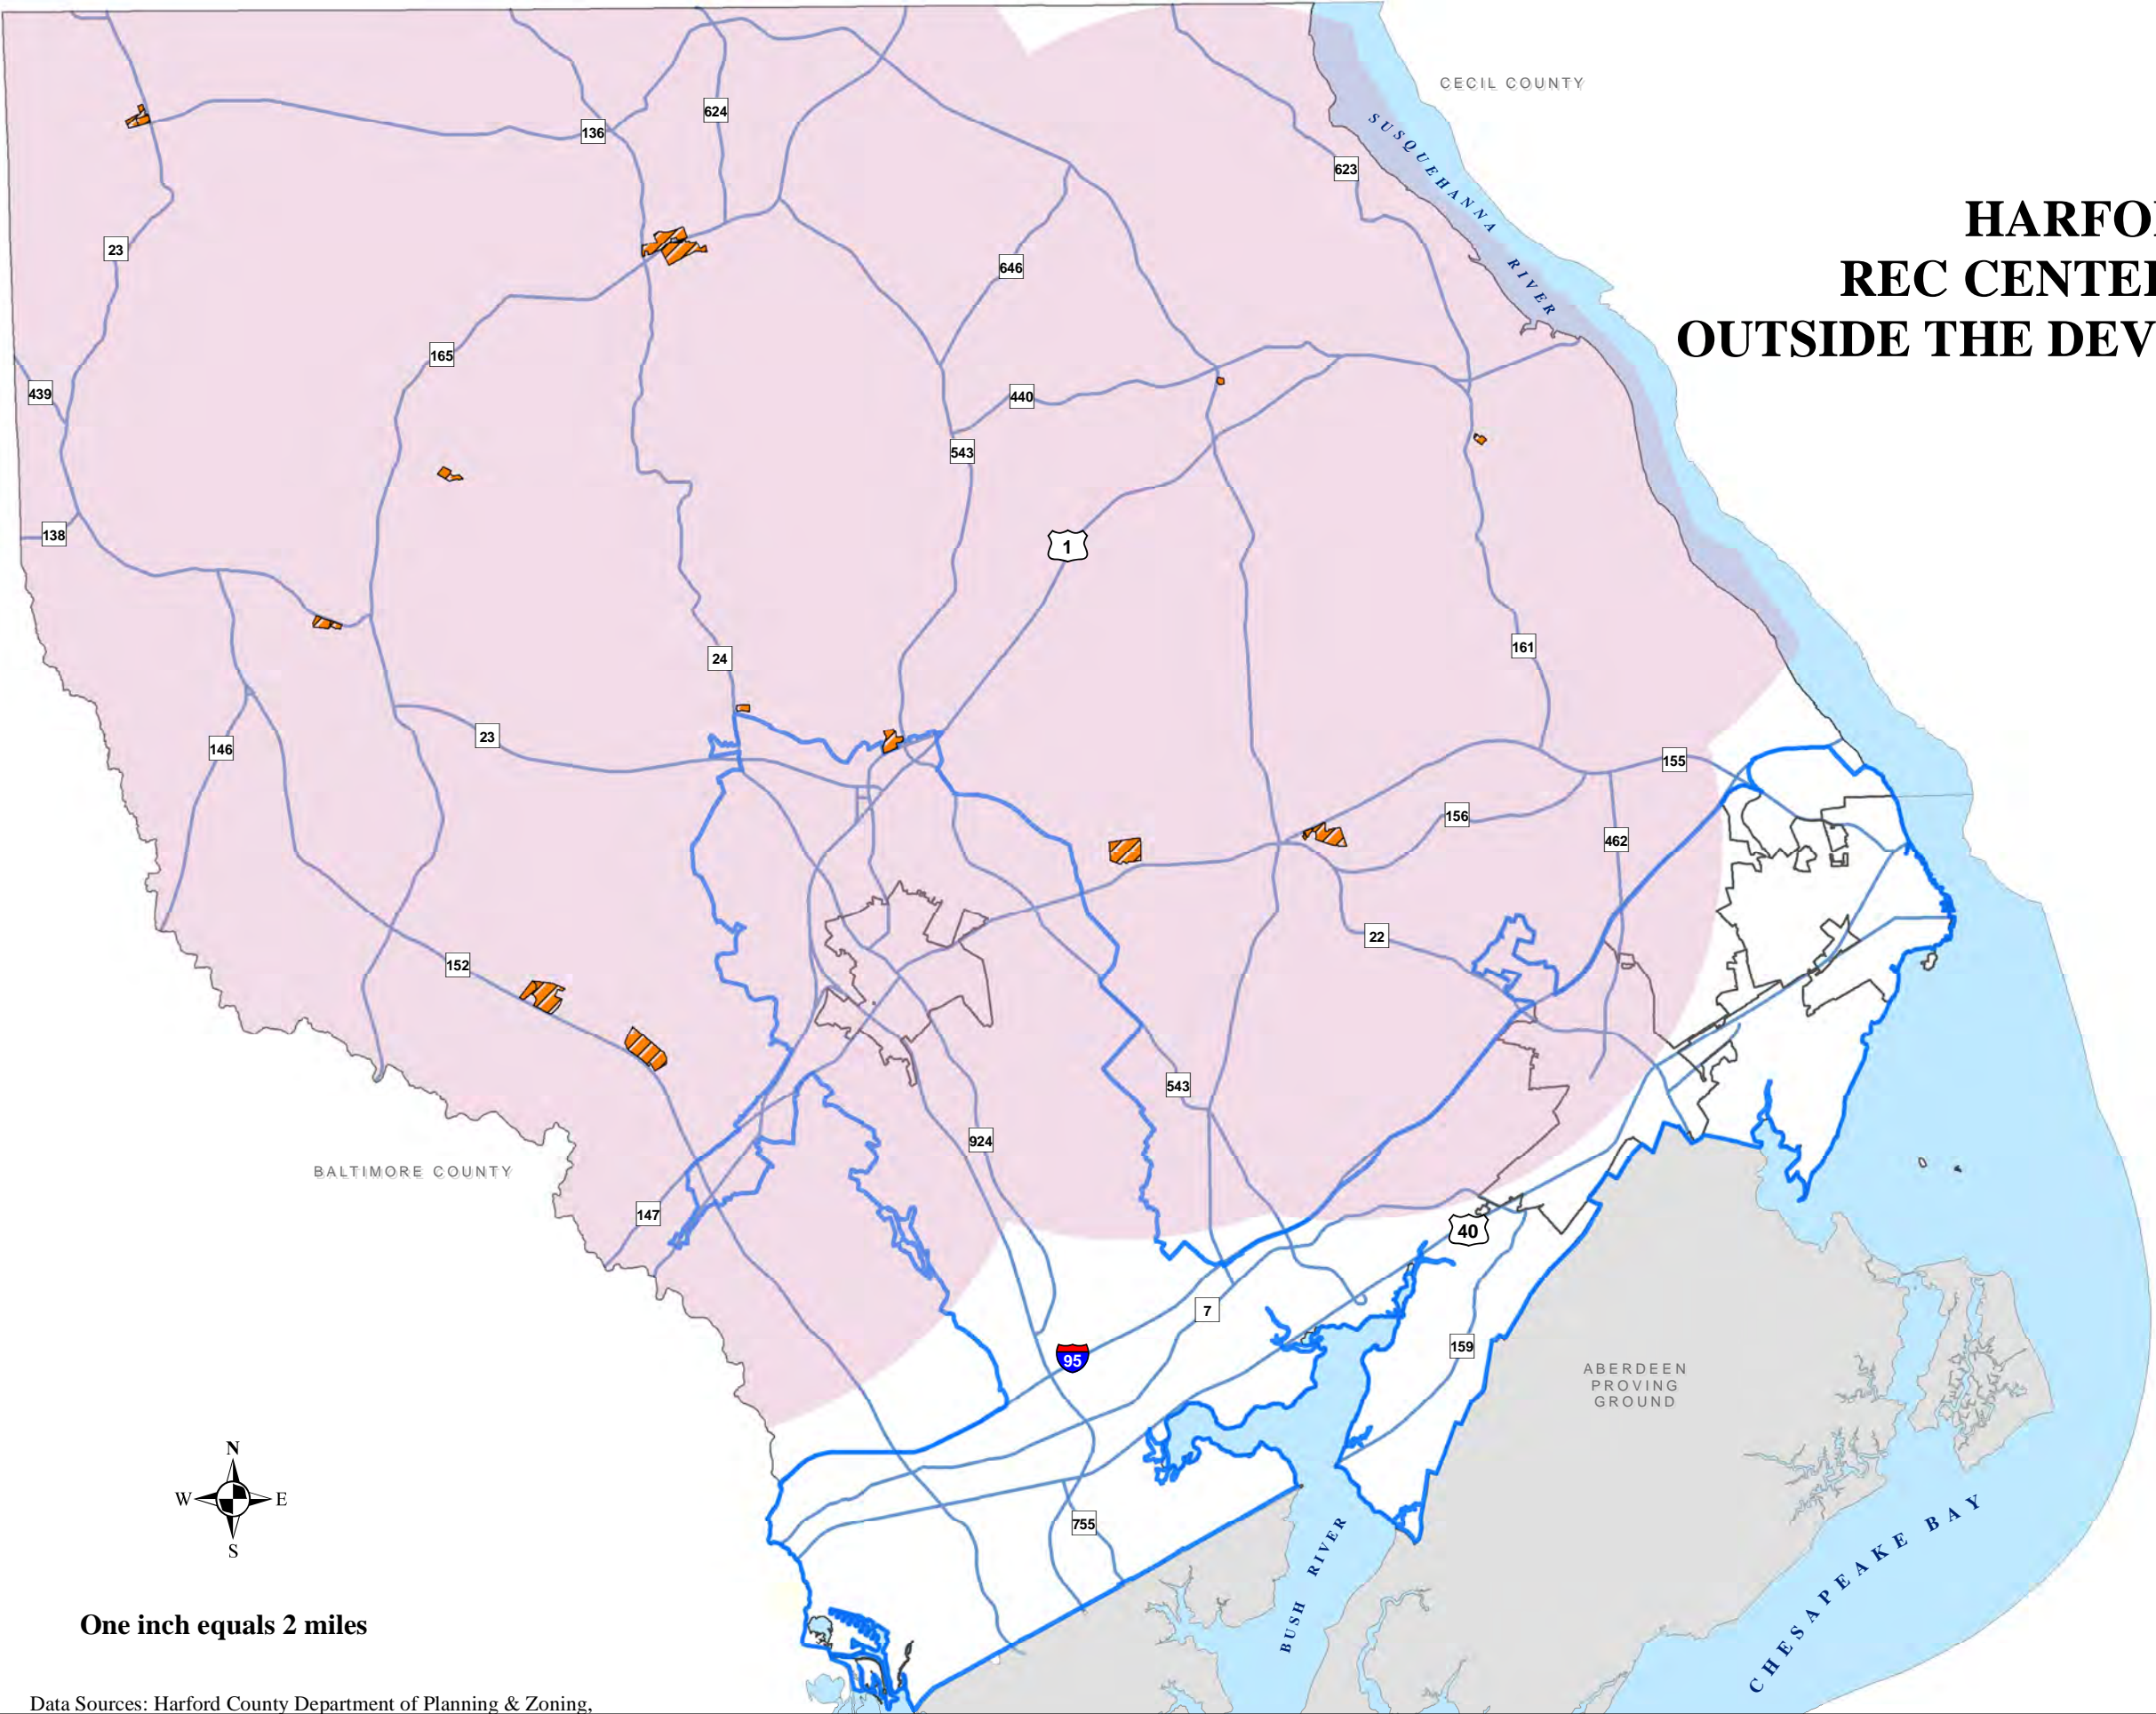 CECIL COUNTY
624
136
623
SUSQUEHANNA RIVER
HARFO
REC CENTE
OUTSIDE THE DEV
23
646
165
439
440
543
138
1
24
161
23
146
155
156
462
22
152
543
924
BALTIMORE COUNTY
147
40
7
159
95
ABERDEEN
PROVING
GROUND
N
W E
S
755
BUSH RIVER
CHESAPEAKE BAY
One inch equals 2 miles
Data Sources: Harford County Department of Planning & Zoning,